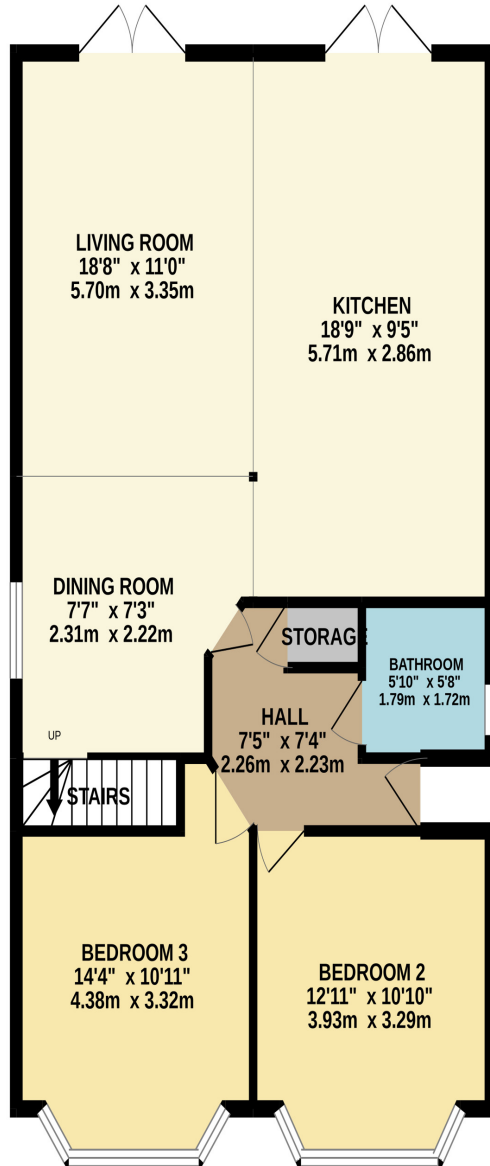 LIVING ROOM
18'8" x 11'0"
5.70m x 3.35m
KITCHEN
18'9" x 9'5"
5.71m x 2.86m
DINING ROOM
7'7" x 7'3"
2.31m x 2.22m
STORAGE
BATHROOM
5'10" x 5'8"
1.79m x 1.72m
HALL
7'5" x 7'4"
2.26m x 2.23m
UP
STAIRS
BEDROOM 3
14'4" x 10'11"
4.38m x 3.32m
BEDROOM 2
12'11" x 10'10"
3.93m x 3.29m